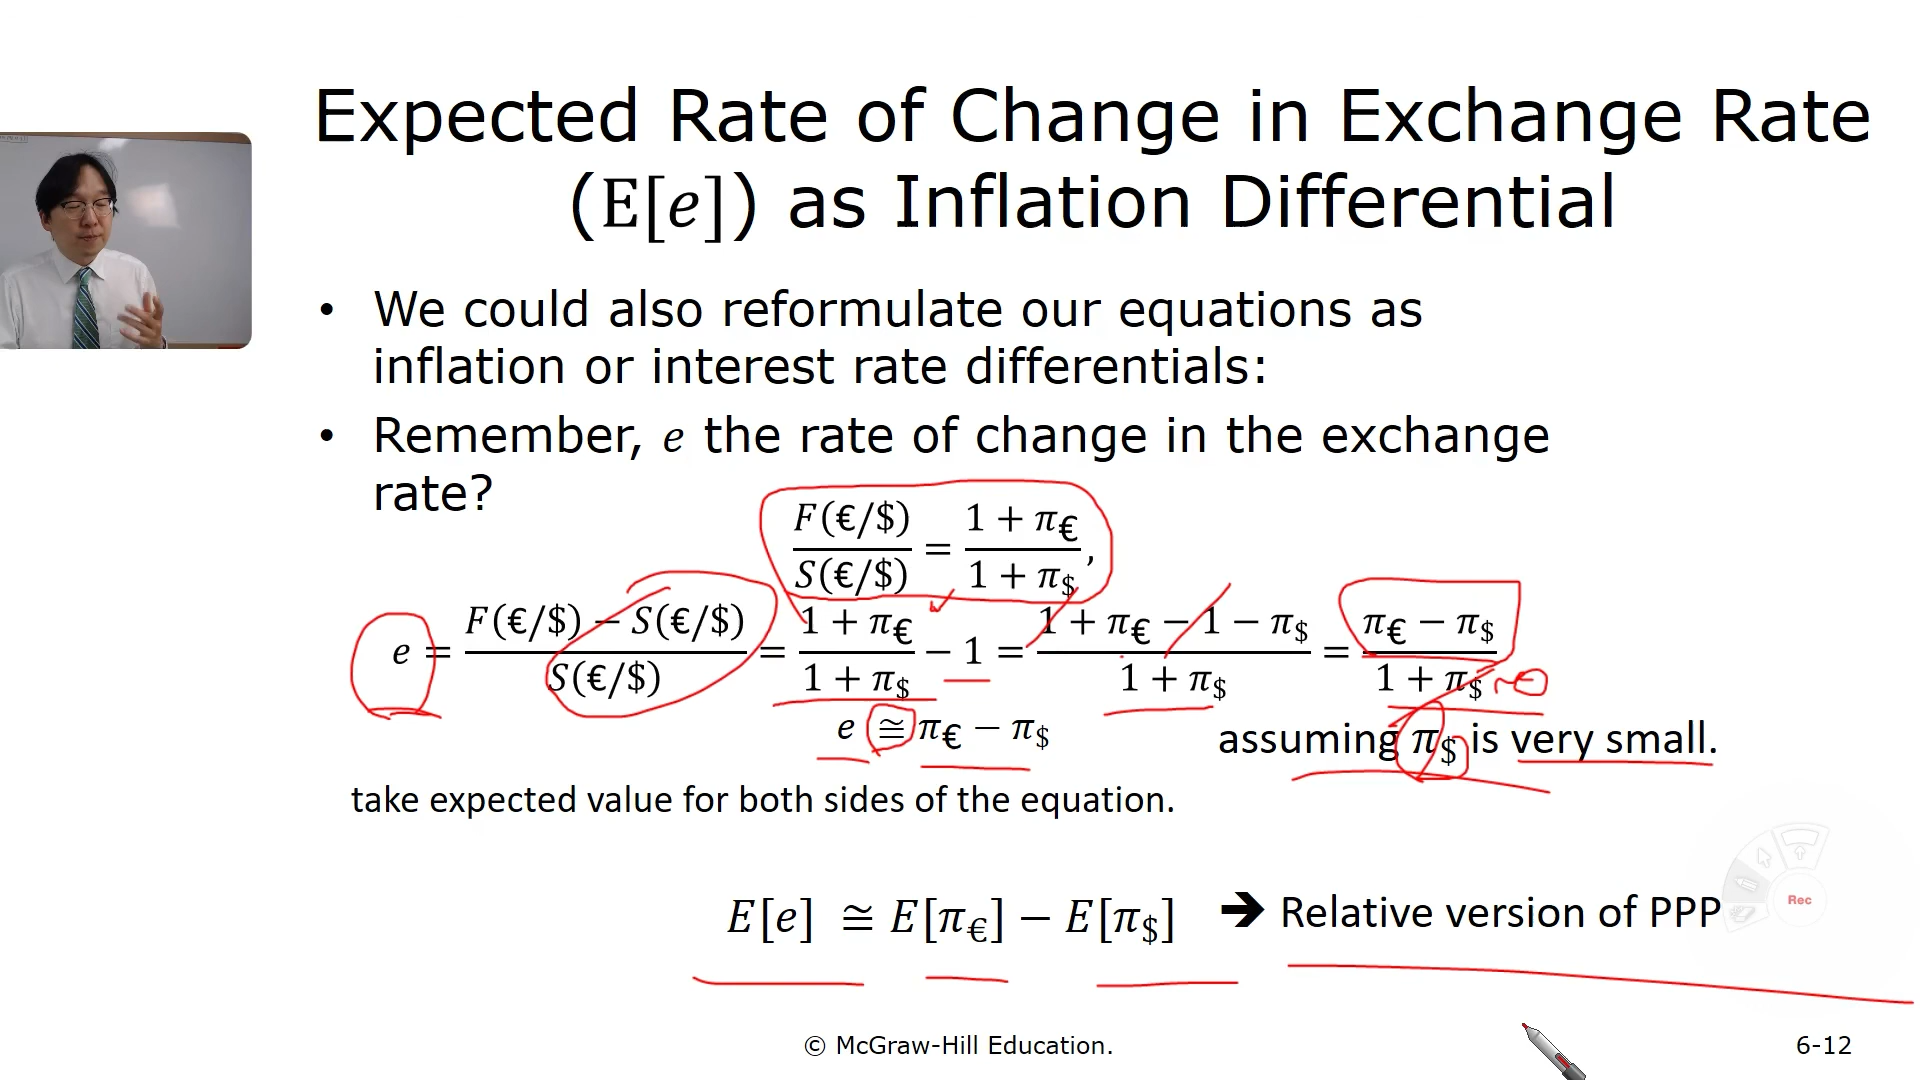 Expected Rate of Change in Exchange Rate
(E[e]) as Inflation Differential
• We could also reformulate our equations as
inflation or interest rate differentials:
• Remember, e the rate of change in the exchange
rate?
F(€/$)/S(€/$) = (1 + π€)/(1 + π$),
e = (F(€/$) − S(€/$))/S(€/$) = (1 + π€)/(1 + π$) − 1 = (1 + π€ − 1 − π$)/(1 + π$) = (π€ − π$)/(1 + π$) ~0
e ≅ π€ − π$ assuming π$ is very small.
take expected value for both sides of the equation.
E[e] ≅ E[π€] − E[π$] ➔ Relative version of PPP
Rec
© McGraw-Hill Education.
6-12